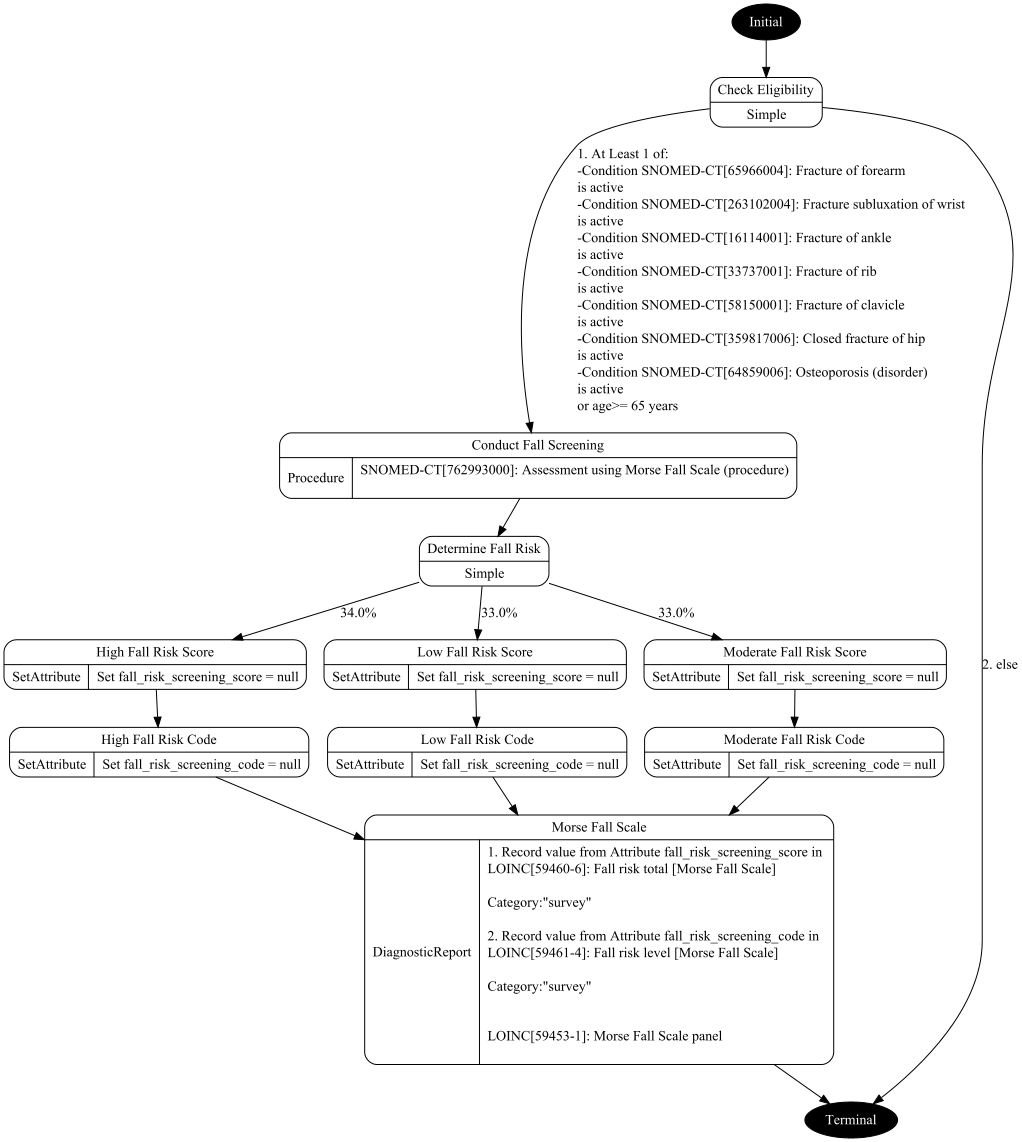 Initial
Check Eligibility
Simple
1. At Least 1 of:
-Condition SNOMED-CT[65966004]: Fracture of forearm
is active
-Condition SNOMED-CT[263102004]: Fracture subluxation of wrist
is active
-Condition SNOMED-CT[16114001]: Fracture of ankle
is active
-Condition SNOMED-CT[33737001]: Fracture of rib
is active
-Condition SNOMED-CT[58150001]: Fracture of clavicle
is active
-Condition SNOMED-CT[359817006]: Closed fracture of hip
is active
-Condition SNOMED-CT[64859006]: Osteoporosis (disorder)
is active
or age>= 65 years
Conduct Fall Screening
Procedure
SNOMED-CT[762993000]: Assessment using Morse Fall Scale (procedure)
Determine Fall Risk
Simple
34.0%
33.0%
33.0%
High Fall Risk Score
SetAttribute
Set fall_risk_screening_score = null
Low Fall Risk Score
SetAttribute
Set fall_risk_screening_score = null
Moderate Fall Risk Score
SetAttribute
Set fall_risk_screening_score = null
2. else
High Fall Risk Code
SetAttribute
Set fall_risk_screening_code = null
Low Fall Risk Code
SetAttribute
Set fall_risk_screening_code = null
Moderate Fall Risk Code
SetAttribute
Set fall_risk_screening_code = null
Morse Fall Scale
DiagnosticReport
1. Record value from Attribute fall_risk_screening_score in
LOINC[59460-6]: Fall risk total [Morse Fall Scale]
Category:"survey"
2. Record value from Attribute fall_risk_screening_code in
LOINC[59461-4]: Fall risk level [Morse Fall Scale]
Category:"survey"
LOINC[59453-1]: Morse Fall Scale panel
Terminal